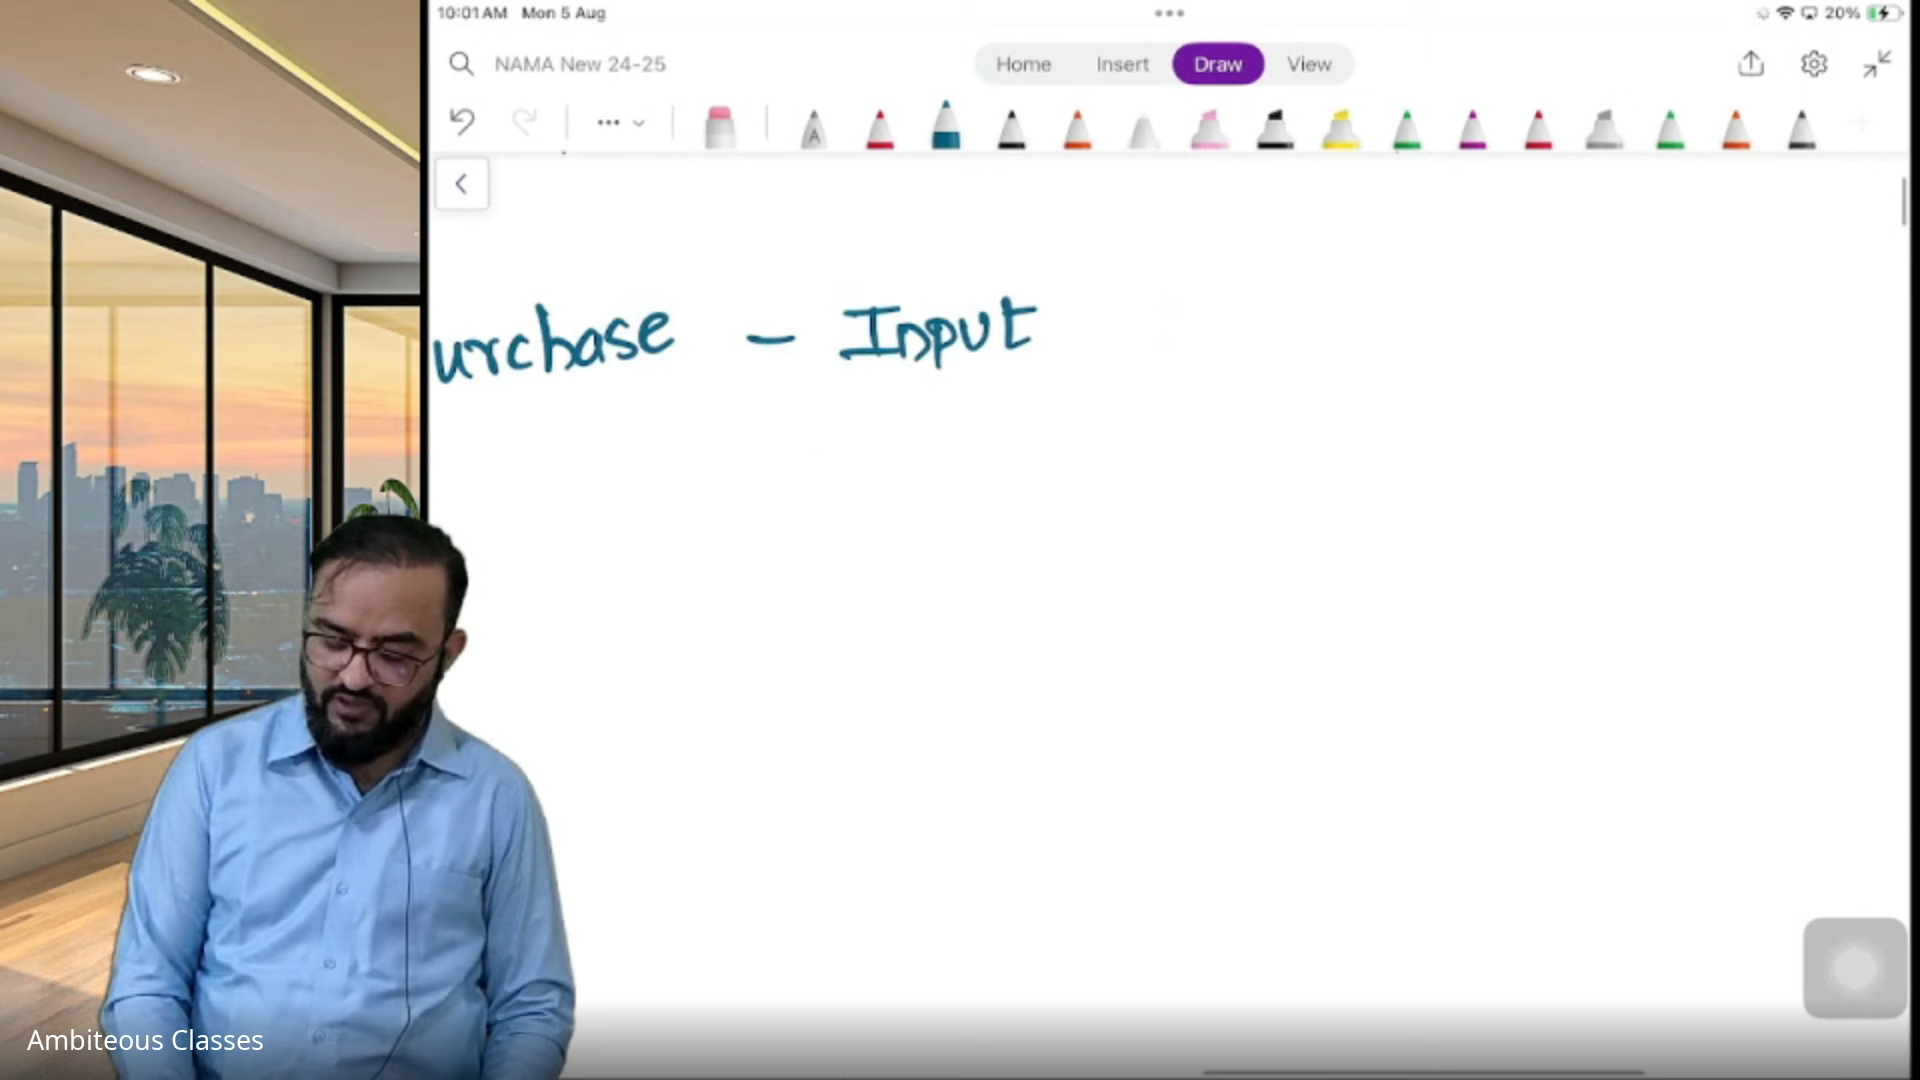 10:01 AM Mon 5 Aug
20%
NAMA New 24-25
Home Insert Draw View
A
urchase - Input
Ambiteous Classes